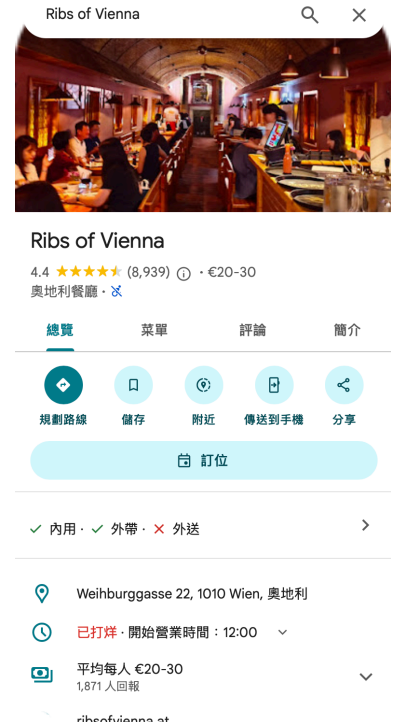 Ribs of Vienna
Ribs of Vienna
4.4 (8,939) · €20-30
奧地利餐廳 ·
總覽 菜單 評論 簡介
規劃路線 儲存 附近 傳送到手機 分享
訂位
內用 · 外帶 · 外送
Weihburggasse 22, 1010 Wien, 奧地利
已打烊 · 開始營業時間：12:00
平均每人 €20-30
1,871 人回報
ribsofvienna.at